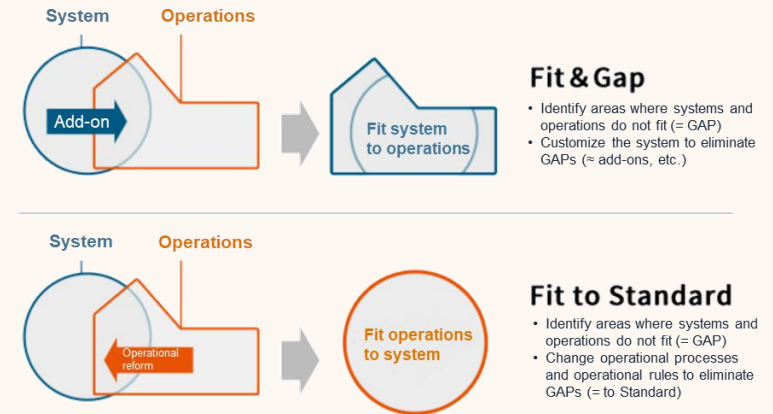 System
Operations
Add-on
Fit system
to operations
Fit & Gap
• Identify areas where systems and
operations do not fit (= GAP)
• Customize the system to eliminate
GAPs (≈ add-ons, etc.)
System
Operations
Operational
reform
Fit operations
to system
Fit to Standard
• Identify areas where systems and
operations do not fit (= GAP)
• Change operational processes
and operational rules to eliminate
GAPs (= to Standard)